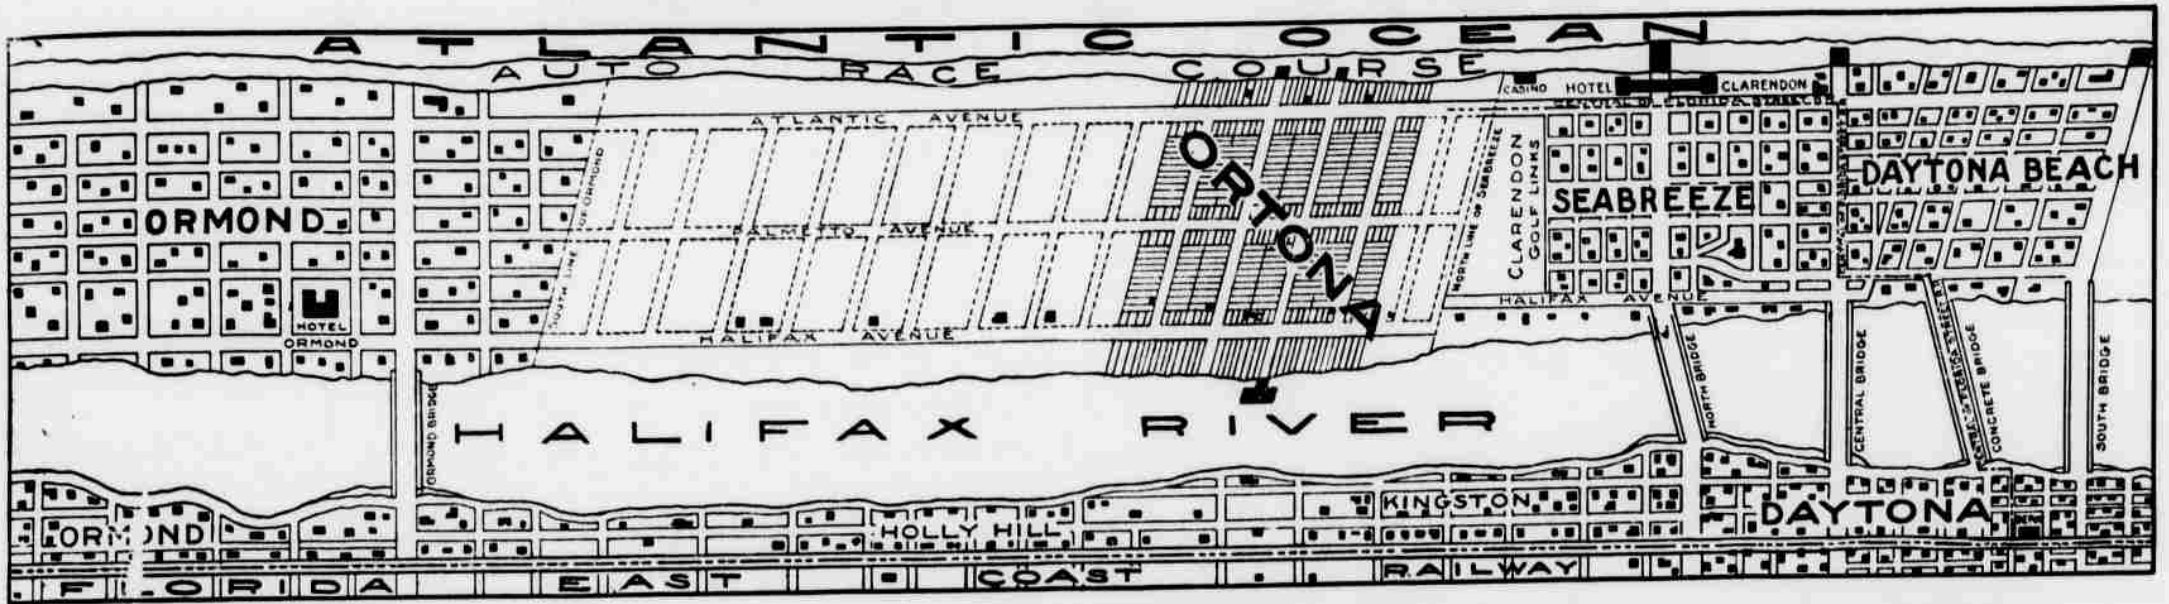 ATLANTIC OCEAN
AUTO RACE COURSE
CASINO HOTEL CLARENDON
ATLANTIC AVENUE
ORTONA
CLARENDON
GOLF LINKS
NORTH LINE OF SEABREEZE
SOUTH LINE OF ORMOND
DAYTONA BEACH
SEABREEZE
ORMOND
PALMETTO AVENUE
HOTEL
ORMOND
HALIFAX AVENUE
HALIFAX AVENUE
ORMOND BRIDGE
HALIFAX RIVER
NORTH BRIDGE
CENTRAL BRIDGE
CONCRETE BRIDGE
SOUTH BRIDGE
ORMOND
HOLLY HILL
KINGSTON
DAYTONA
FLORIDA EAST COAST RAILWAY